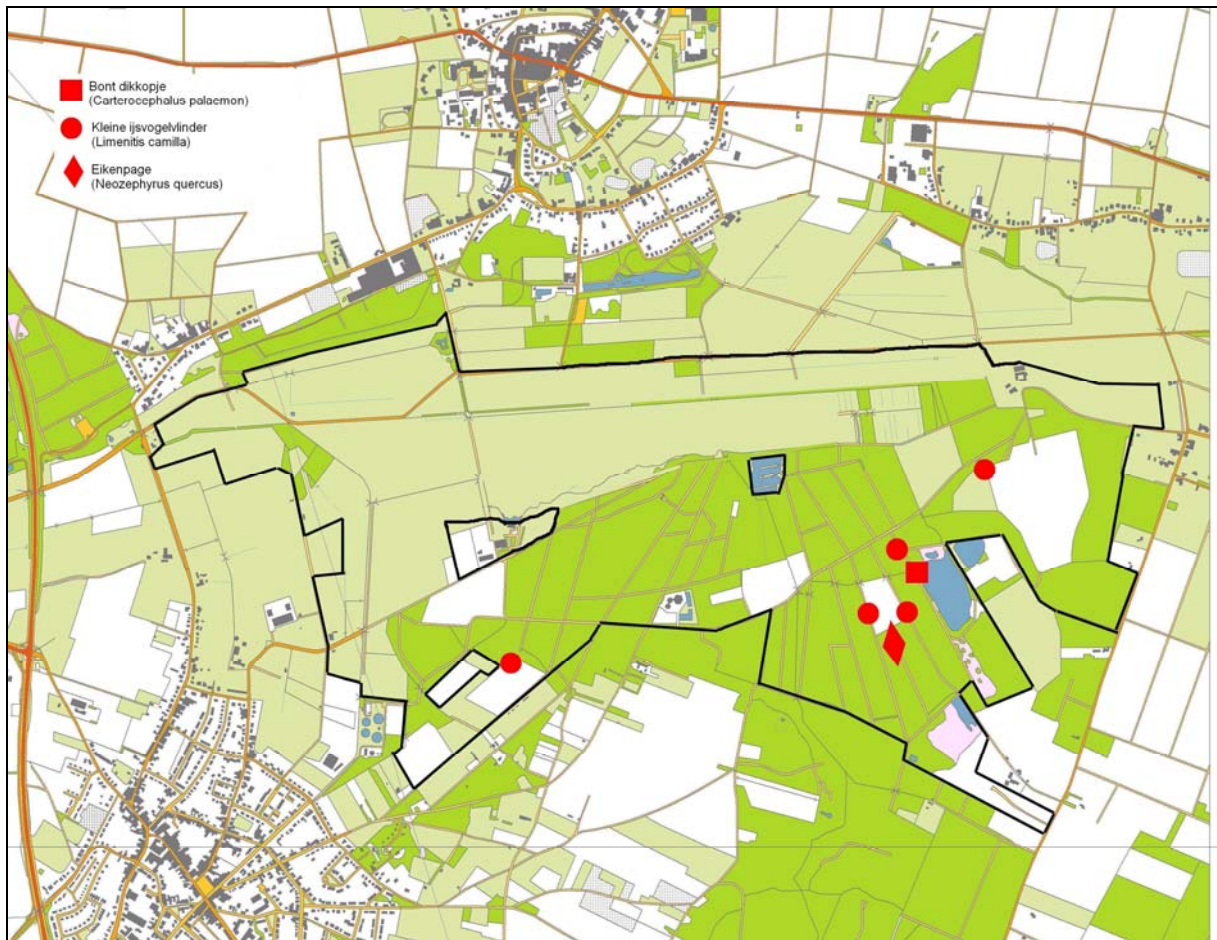 Bont dikkopje
(Carterocephalus palaemon)
Kleine ijsvogelvlinder
(Limenitis camilla)
Eikenpage
(Neozephyrus quercus)